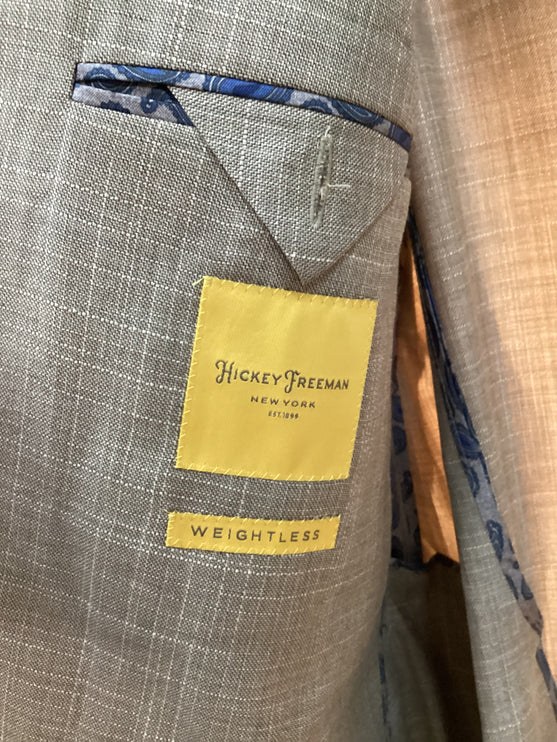 HICKEY FREEMAN
NEW YORK
EST. 1899
WEIGHTLESS